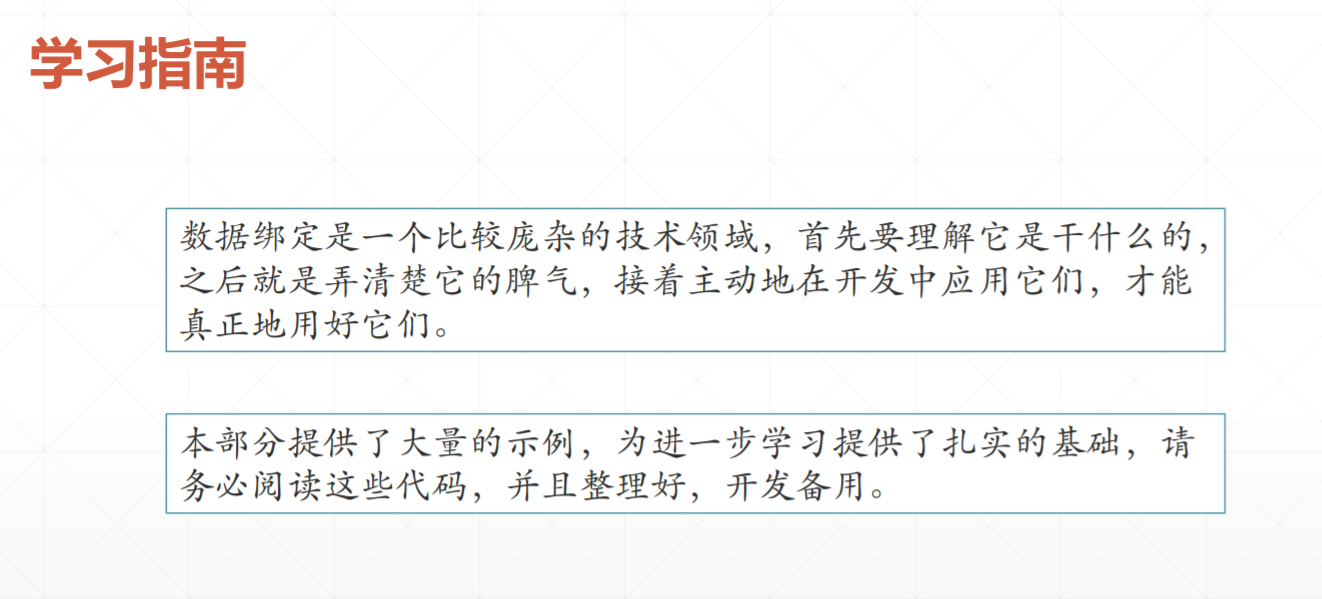 学习指南
数据绑定是一个比较庞杂的技术领域，首先要理解它是干什么的，
之后就是弄清楚它的脾气，接着主动地在开发中应用它们，才能
真正地用好它们。
本部分提供了大量的示例，为进一步学习提供了扎实的基础，请
务必阅读这些代码，并且整理好，开发备用。